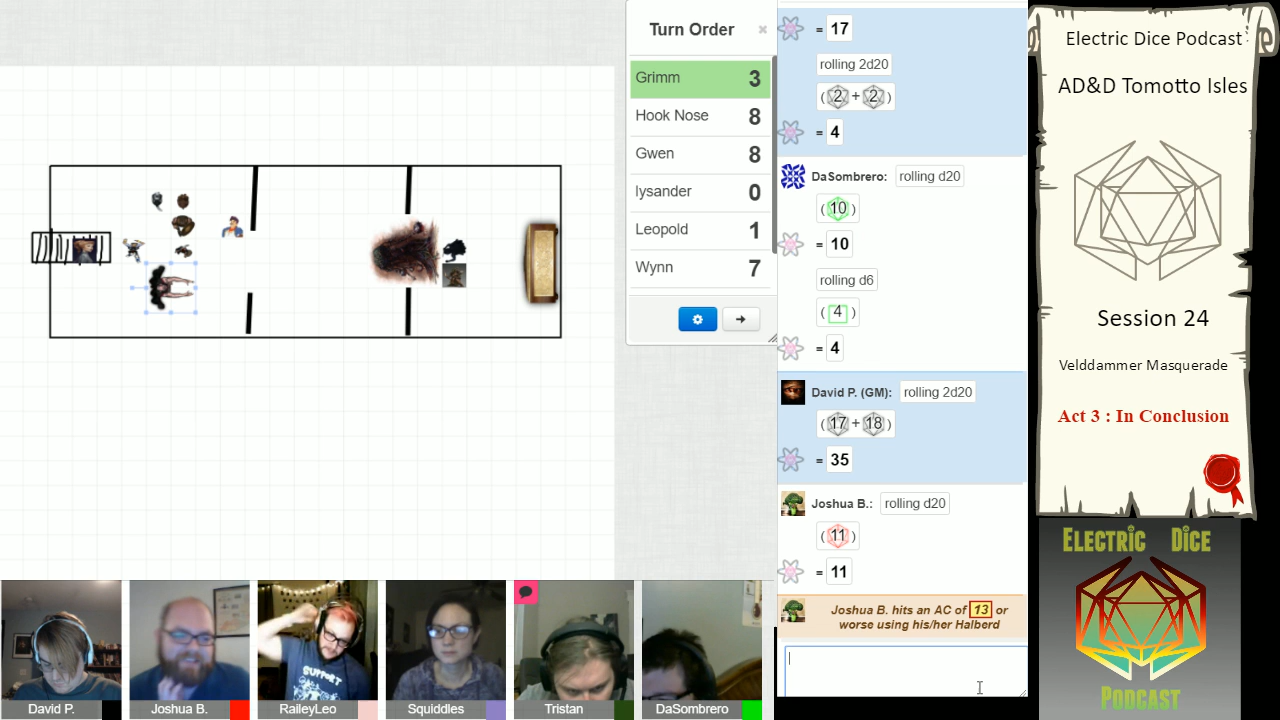 Turn Order
×
Grimm 3
Hook Nose 8
Gwen 8
lysander 0
Leopold 1
Wynn 7
= 17
rolling 2d20
(2+2)
= 4
DaSombrero: rolling d20
(10)
= 10
rolling d6
(4)
= 4
David P. (GM): rolling 2d20
(17+18)
= 35
Joshua B.: rolling d20
(11)
= 11
Joshua B. hits an AC of 13 or
worse using his/her Halberd
Electric Dice Podcast
AD&D Tomotto Isles
Session 24
Velddammer Masquerade
Act 3 : In Conclusion
Electric Dice
Podcast
SUPPORT
David P.
Joshua B.
RaileyLeo
Squiddles
Tristan
DaSombrero